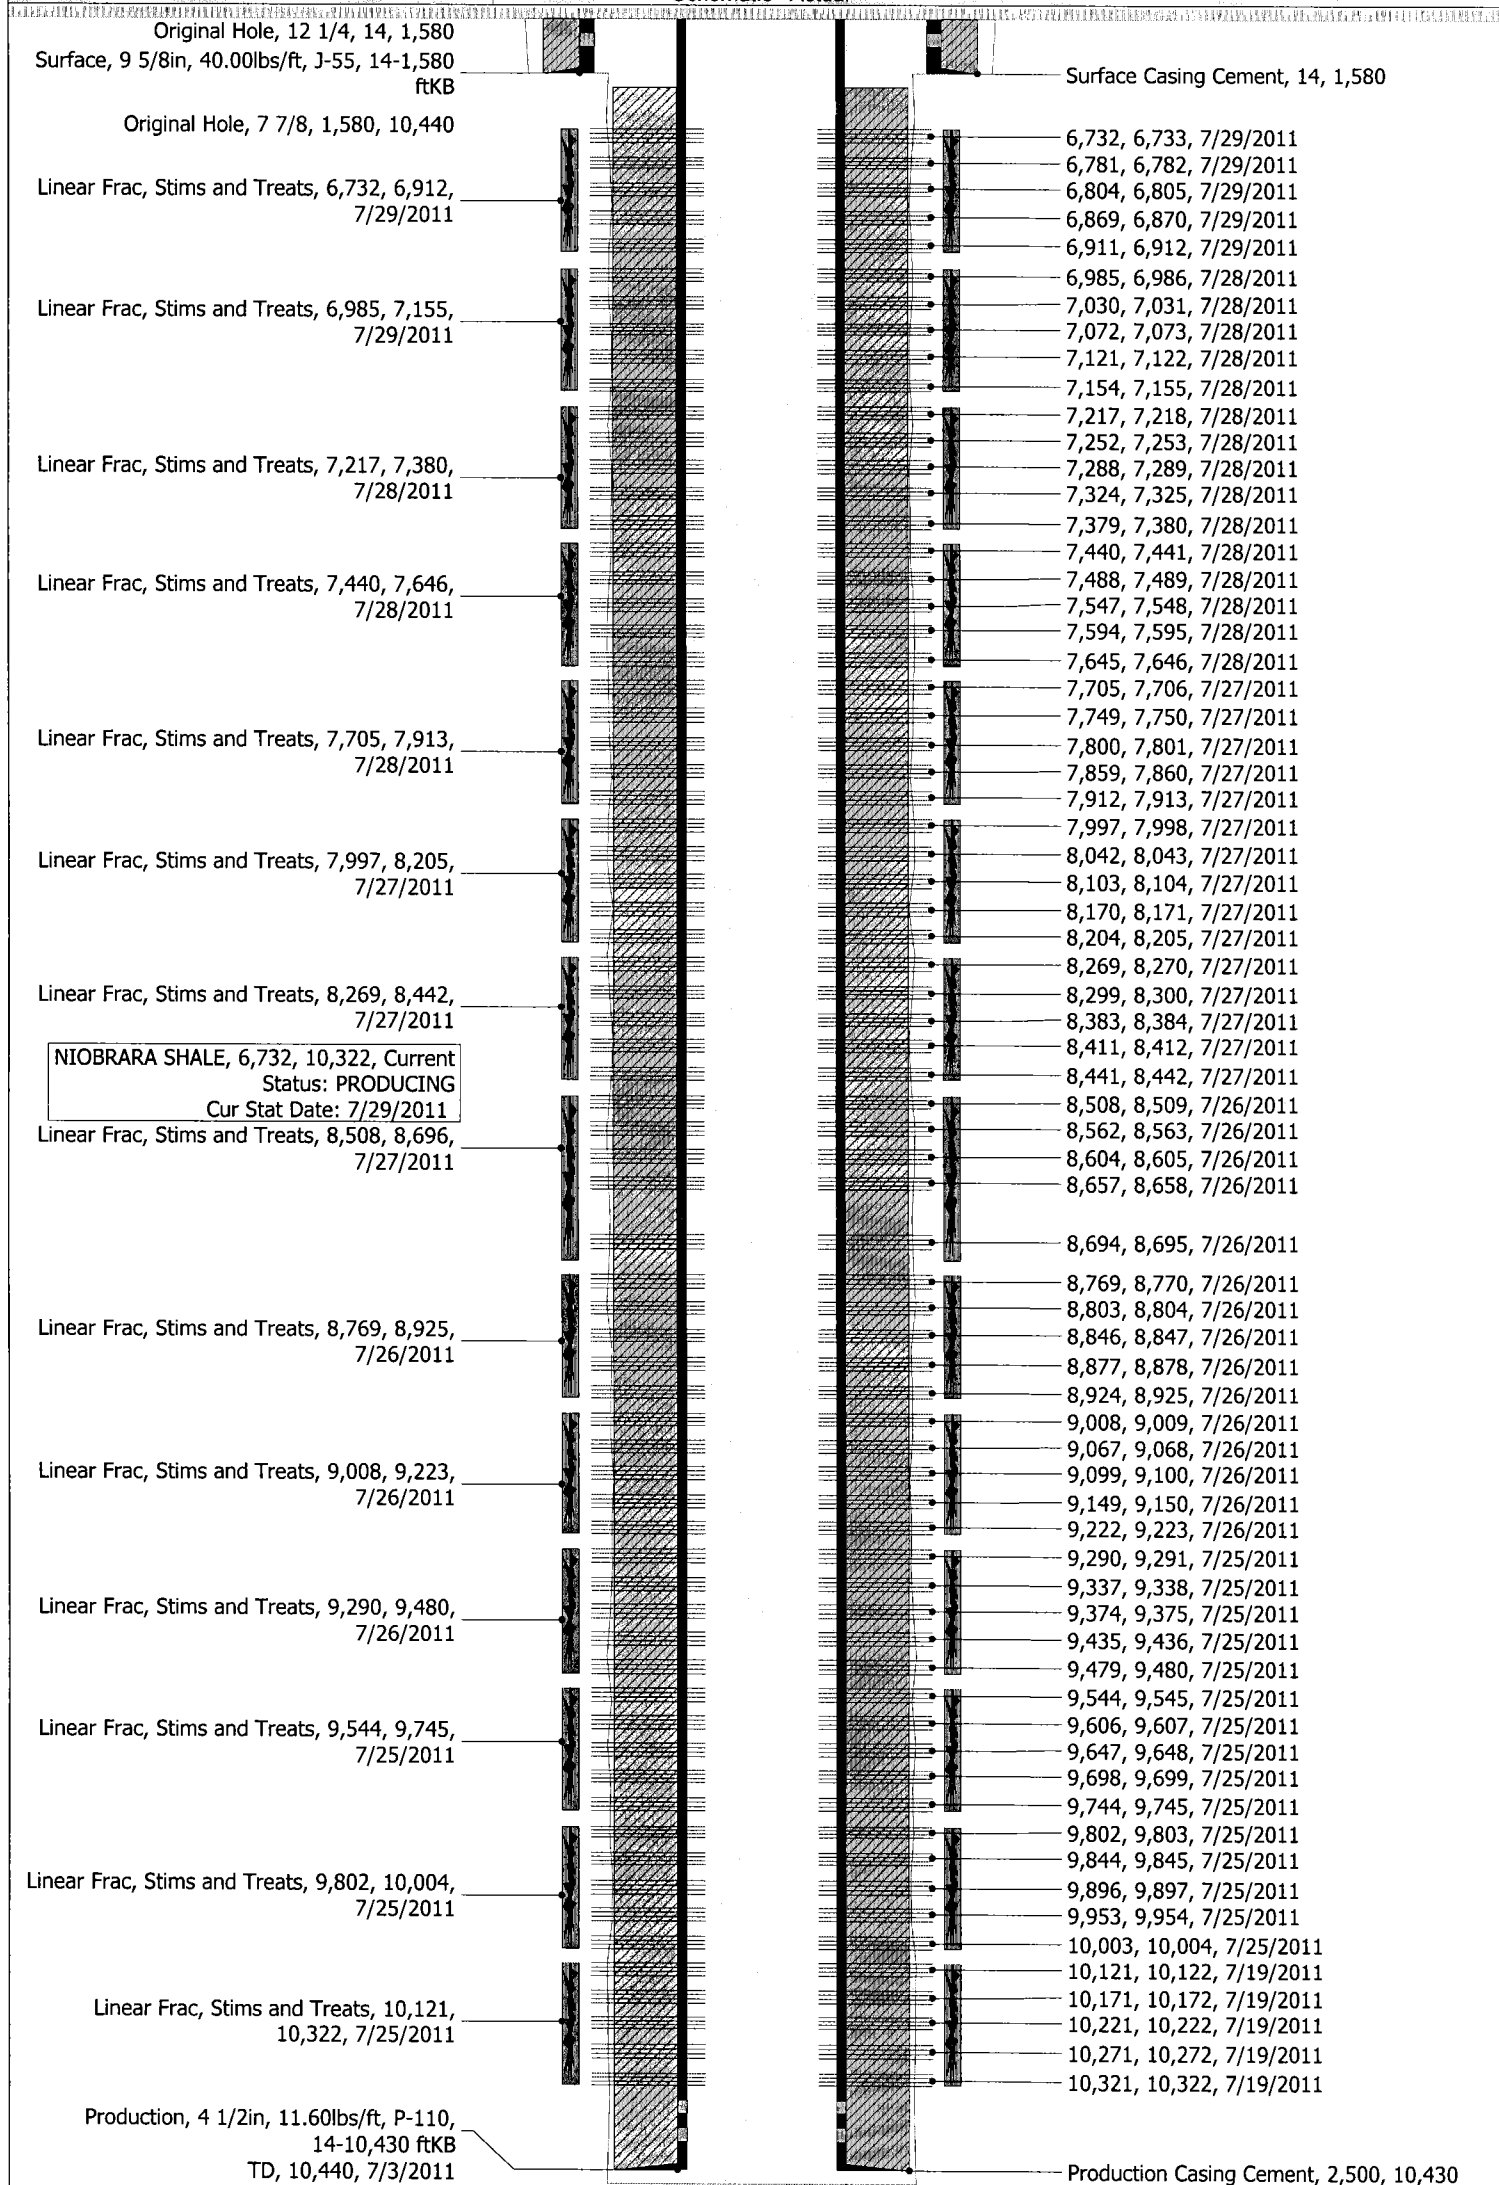 Original Hole, 12 1/4, 14, 1,580
Surface, 9 5/8in, 40.00lbs/ft, J-55, 14-1,580
ftKB
Surface Casing Cement, 14, 1,580
Original Hole, 7 7/8, 1,580, 10,440
6,732, 6,733, 7/29/2011
6,781, 6,782, 7/29/2011
Linear Frac, Stims and Treats, 6,732, 6,912,
7/29/2011
6,804, 6,805, 7/29/2011
6,869, 6,870, 7/29/2011
6,911, 6,912, 7/29/2011
6,985, 6,986, 7/28/2011
Linear Frac, Stims and Treats, 6,985, 7,155,
7/29/2011
7,030, 7,031, 7/28/2011
7,072, 7,073, 7/28/2011
7,121, 7,122, 7/28/2011
7,154, 7,155, 7/28/2011
7,217, 7,218, 7/28/2011
7,252, 7,253, 7/28/2011
Linear Frac, Stims and Treats, 7,217, 7,380,
7/28/2011
7,288, 7,289, 7/28/2011
7,324, 7,325, 7/28/2011
7,379, 7,380, 7/28/2011
7,440, 7,441, 7/28/2011
Linear Frac, Stims and Treats, 7,440, 7,646,
7/28/2011
7,488, 7,489, 7/28/2011
7,547, 7,548, 7/28/2011
7,594, 7,595, 7/28/2011
7,645, 7,646, 7/28/2011
7,705, 7,706, 7/27/2011
7,749, 7,750, 7/27/2011
Linear Frac, Stims and Treats, 7,705, 7,913,
7/28/2011
7,800, 7,801, 7/27/2011
7,859, 7,860, 7/27/2011
7,912, 7,913, 7/27/2011
7,997, 7,998, 7/27/2011
Linear Frac, Stims and Treats, 7,997, 8,205,
7/27/2011
8,042, 8,043, 7/27/2011
8,103, 8,104, 7/27/2011
8,170, 8,171, 7/27/2011
8,204, 8,205, 7/27/2011
8,269, 8,270, 7/27/2011
Linear Frac, Stims and Treats, 8,269, 8,442,
7/27/2011
8,299, 8,300, 7/27/2011
8,383, 8,384, 7/27/2011
8,411, 8,412, 7/27/2011
8,441, 8,442, 7/27/2011
NIOBRARA SHALE, 6,732, 10,322, Current
Status: PRODUCING
Cur Stat Date: 7/29/2011
8,508, 8,509, 7/26/2011
Linear Frac, Stims and Treats, 8,508, 8,696,
7/27/2011
8,562, 8,563, 7/26/2011
8,604, 8,605, 7/26/2011
8,657, 8,658, 7/26/2011
8,694, 8,695, 7/26/2011
8,769, 8,770, 7/26/2011
8,803, 8,804, 7/26/2011
Linear Frac, Stims and Treats, 8,769, 8,925,
7/26/2011
8,846, 8,847, 7/26/2011
8,877, 8,878, 7/26/2011
8,924, 8,925, 7/26/2011
9,008, 9,009, 7/26/2011
9,067, 9,068, 7/26/2011
Linear Frac, Stims and Treats, 9,008, 9,223,
7/26/2011
9,099, 9,100, 7/26/2011
9,149, 9,150, 7/26/2011
9,222, 9,223, 7/26/2011
9,290, 9,291, 7/25/2011
9,337, 9,338, 7/25/2011
Linear Frac, Stims and Treats, 9,290, 9,480,
7/26/2011
9,374, 9,375, 7/25/2011
9,435, 9,436, 7/25/2011
9,479, 9,480, 7/25/2011
9,544, 9,545, 7/25/2011
9,606, 9,607, 7/25/2011
Linear Frac, Stims and Treats, 9,544, 9,745,
7/25/2011
9,647, 9,648, 7/25/2011
9,698, 9,699, 7/25/2011
9,744, 9,745, 7/25/2011
9,802, 9,803, 7/25/2011
9,844, 9,845, 7/25/2011
Linear Frac, Stims and Treats, 9,802, 10,004,
7/25/2011
9,896, 9,897, 7/25/2011
9,953, 9,954, 7/25/2011
10,003, 10,004, 7/25/2011
10,121, 10,122, 7/19/2011
10,171, 10,172, 7/19/2011
Linear Frac, Stims and Treats, 10,121,
10,322, 7/25/2011
10,221, 10,222, 7/19/2011
10,271, 10,272, 7/19/2011
10,321, 10,322, 7/19/2011
Production, 4 1/2in, 11.60lbs/ft, P-110,
14-10,430 ftKB
TD, 10,440, 7/3/2011
Production Casing Cement, 2,500, 10,430